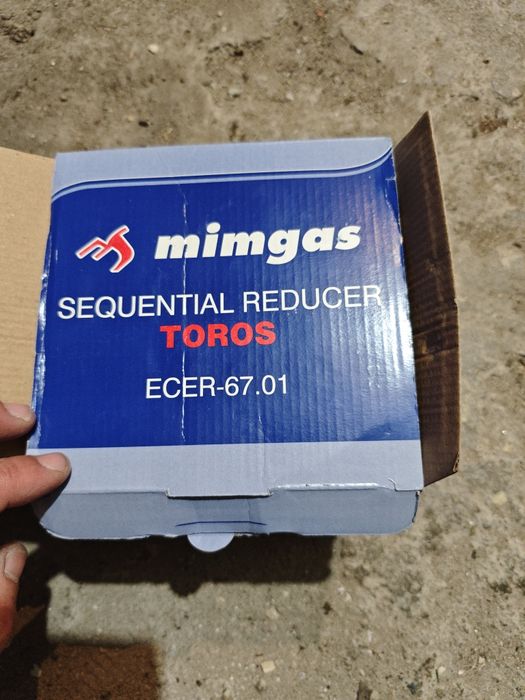 mimgas
SEQUENTIAL REDUCER
TOROS
ECER-67.01